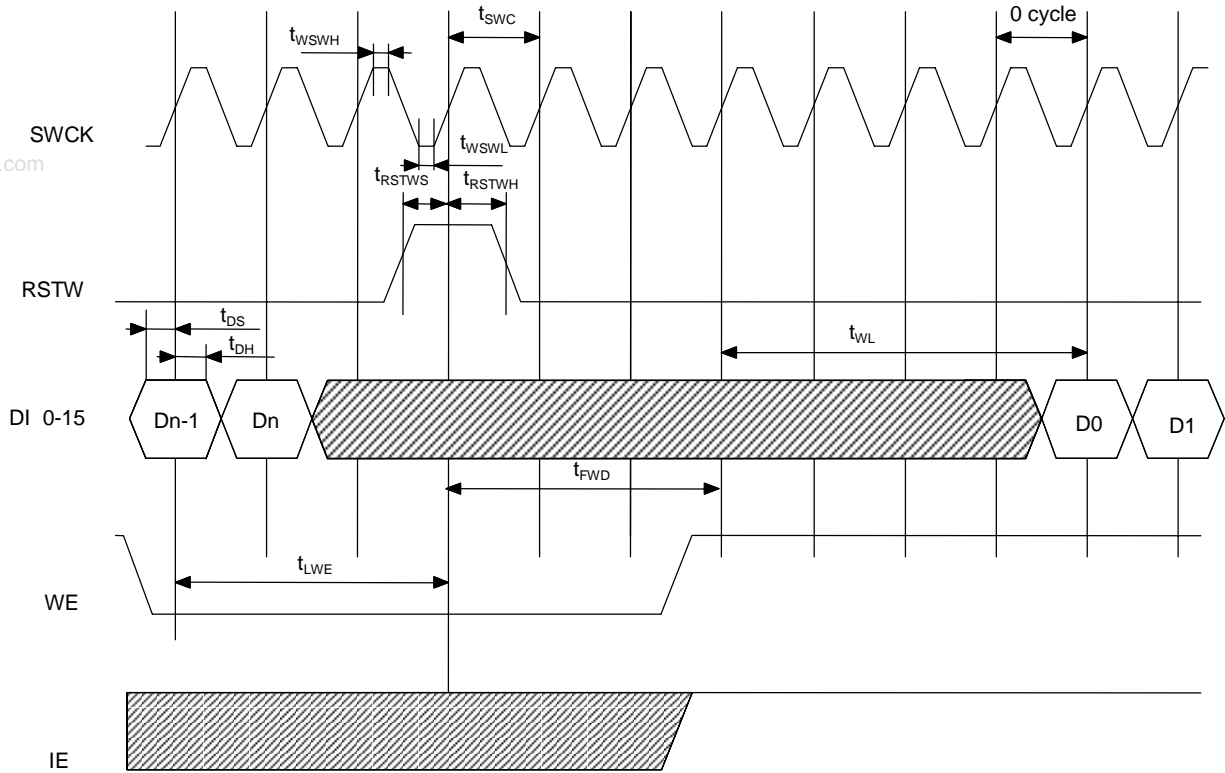 tSWC
0 cycle
tWSWH
SWCK
.com
tWSWL
tRSTWS
tRSTWH
RSTW
tDS
tDH
tWL
DI 0-15
Dn-1
Dn
D0
D1
tFWD
tLWE
WE
IE